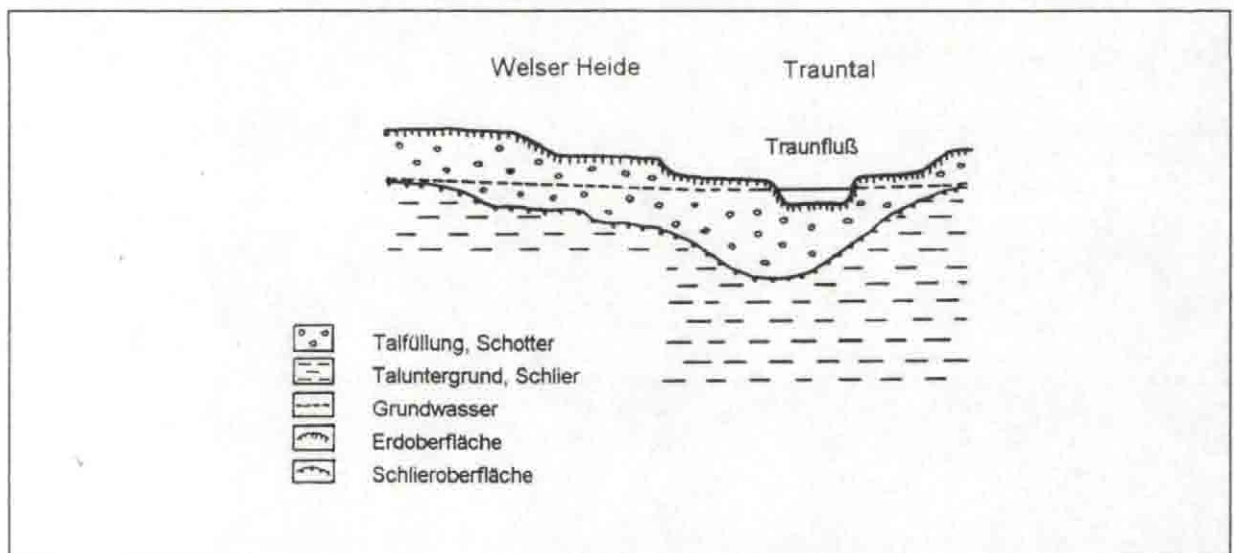 Welser Heide Trauntal
Traunfluß
Talfüllung, Schotter
Taluntergrund, Schlier
Grundwasser
Erdoberfläche
Schlieroberfläche